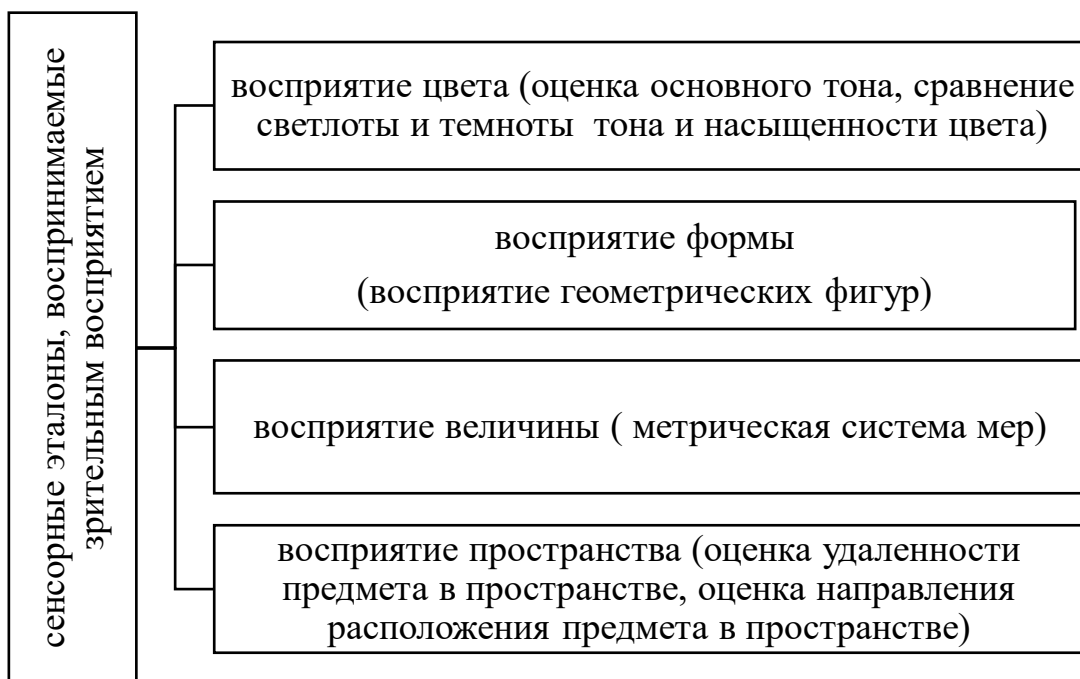 сенсорные эталоны, воспринимаемые
зрительным восприятием
восприятие цвета (оценка основного тона, сравнение
светлоты и темноты тона и насыщенности цвета)
восприятие формы
(восприятие геометрических фигур)
восприятие величины ( метрическая система мер)
восприятие пространства (оценка удаленности
предмета в пространстве, оценка направления
расположения предмета в пространстве)